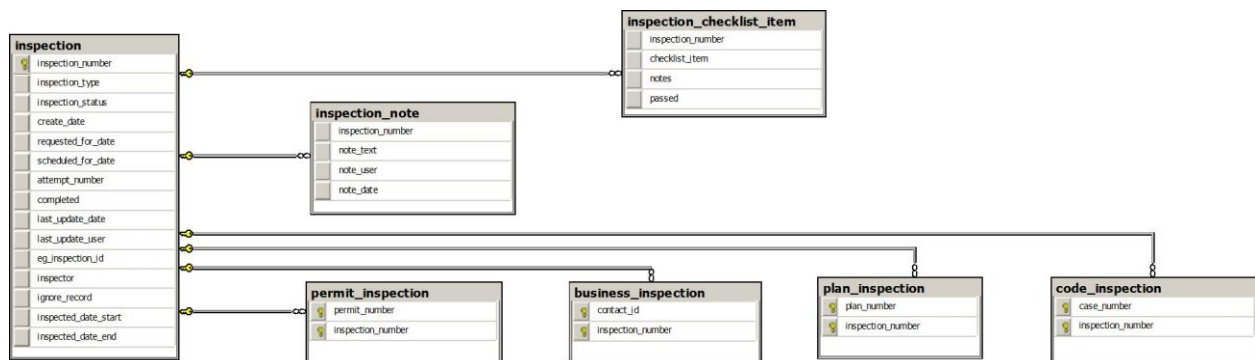 inspection
inspection_number
inspection_type
inspection_status
create_date
requested_for_date
scheduled_for_date
attempt_number
completed
last_update_date
last_update_user
eg_inspection_id
inspector
ignore_record
inspected_date_start
inspected_date_end
inspection_checklist_item
inspection_number
checklist_item
notes
passed
inspection_note
inspection_number
note_text
note_user
note_date
permit_inspection
permit_number
inspection_number
business_inspection
contact_id
inspection_number
plan_inspection
plan_number
inspection_number
code_inspection
case_number
inspection_number